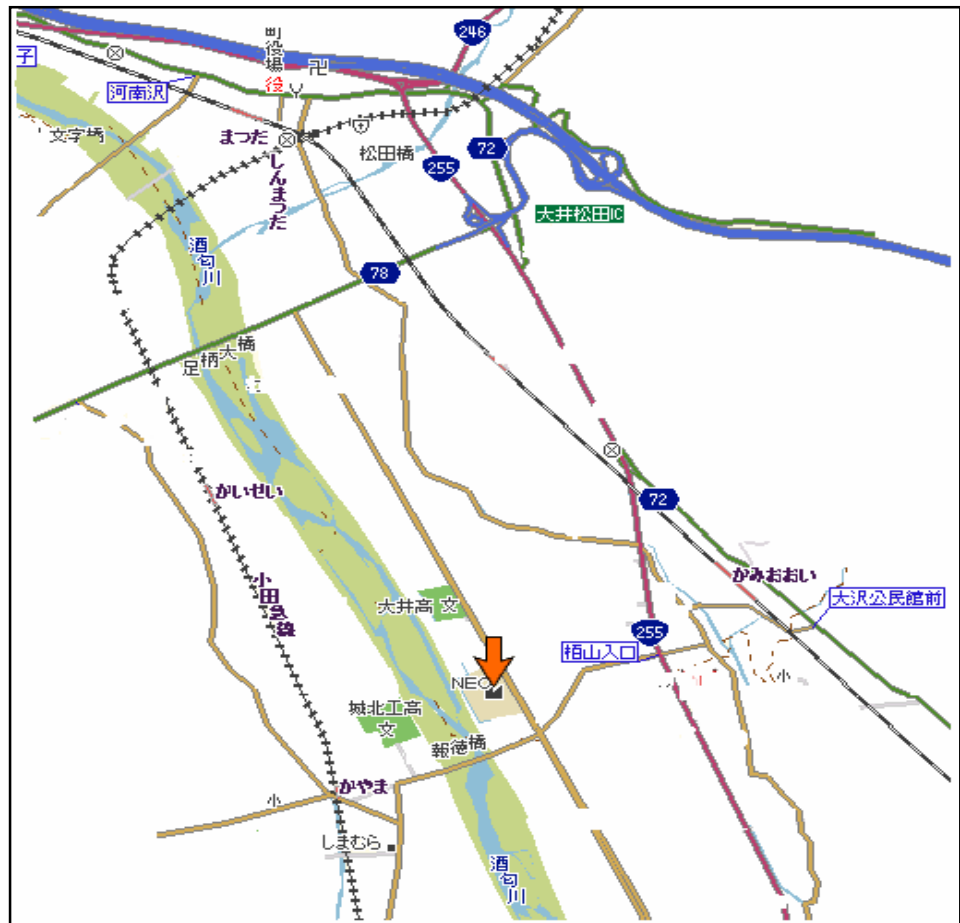 246
子
町役場
役
河南沢
文字橋
まつだ
松田橋
72
255
しんまつだ
大井松田IC
酒匂川
78
足柄大橋
かいせい
72
かみおおい
小田急線
大井高 文
大沢公民館前
255
栢山入口
NEC
小
城北工高
文
報徳橋
かやま
小
しまむら
酒匂川